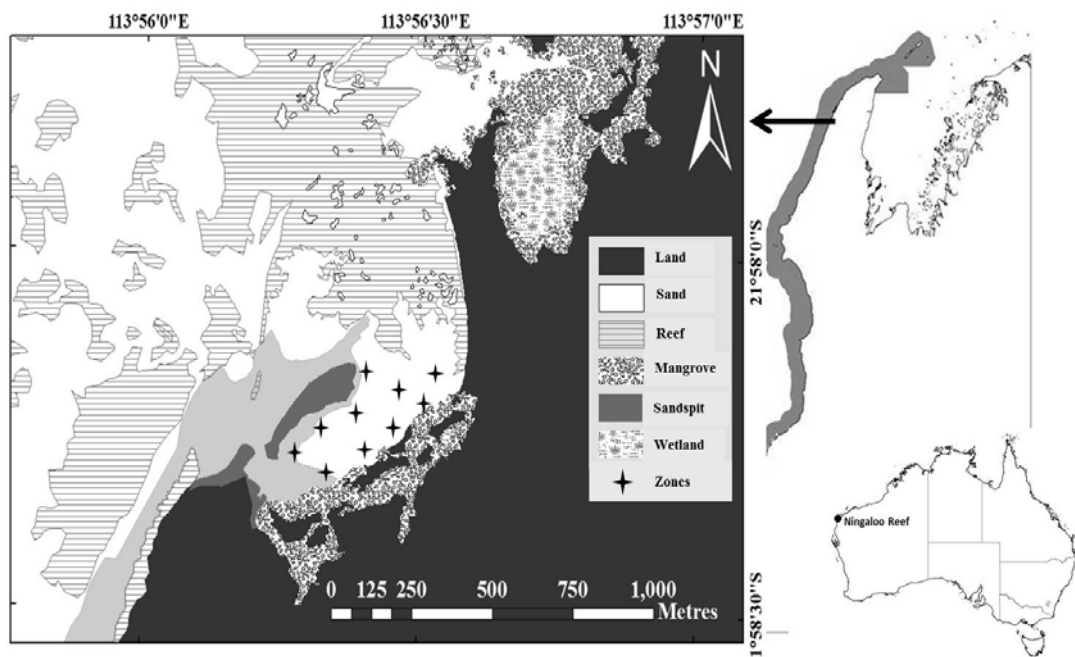 113°56'0"E 113°56'30"E 113°57'0"E
N
21°58'0"S
Land
Sand
Reef
Mangrove
Sandspit
Wetland
Zones
0 125 250 500 750 1,000
Metres
1°58'30"S
Ningaloo Reef